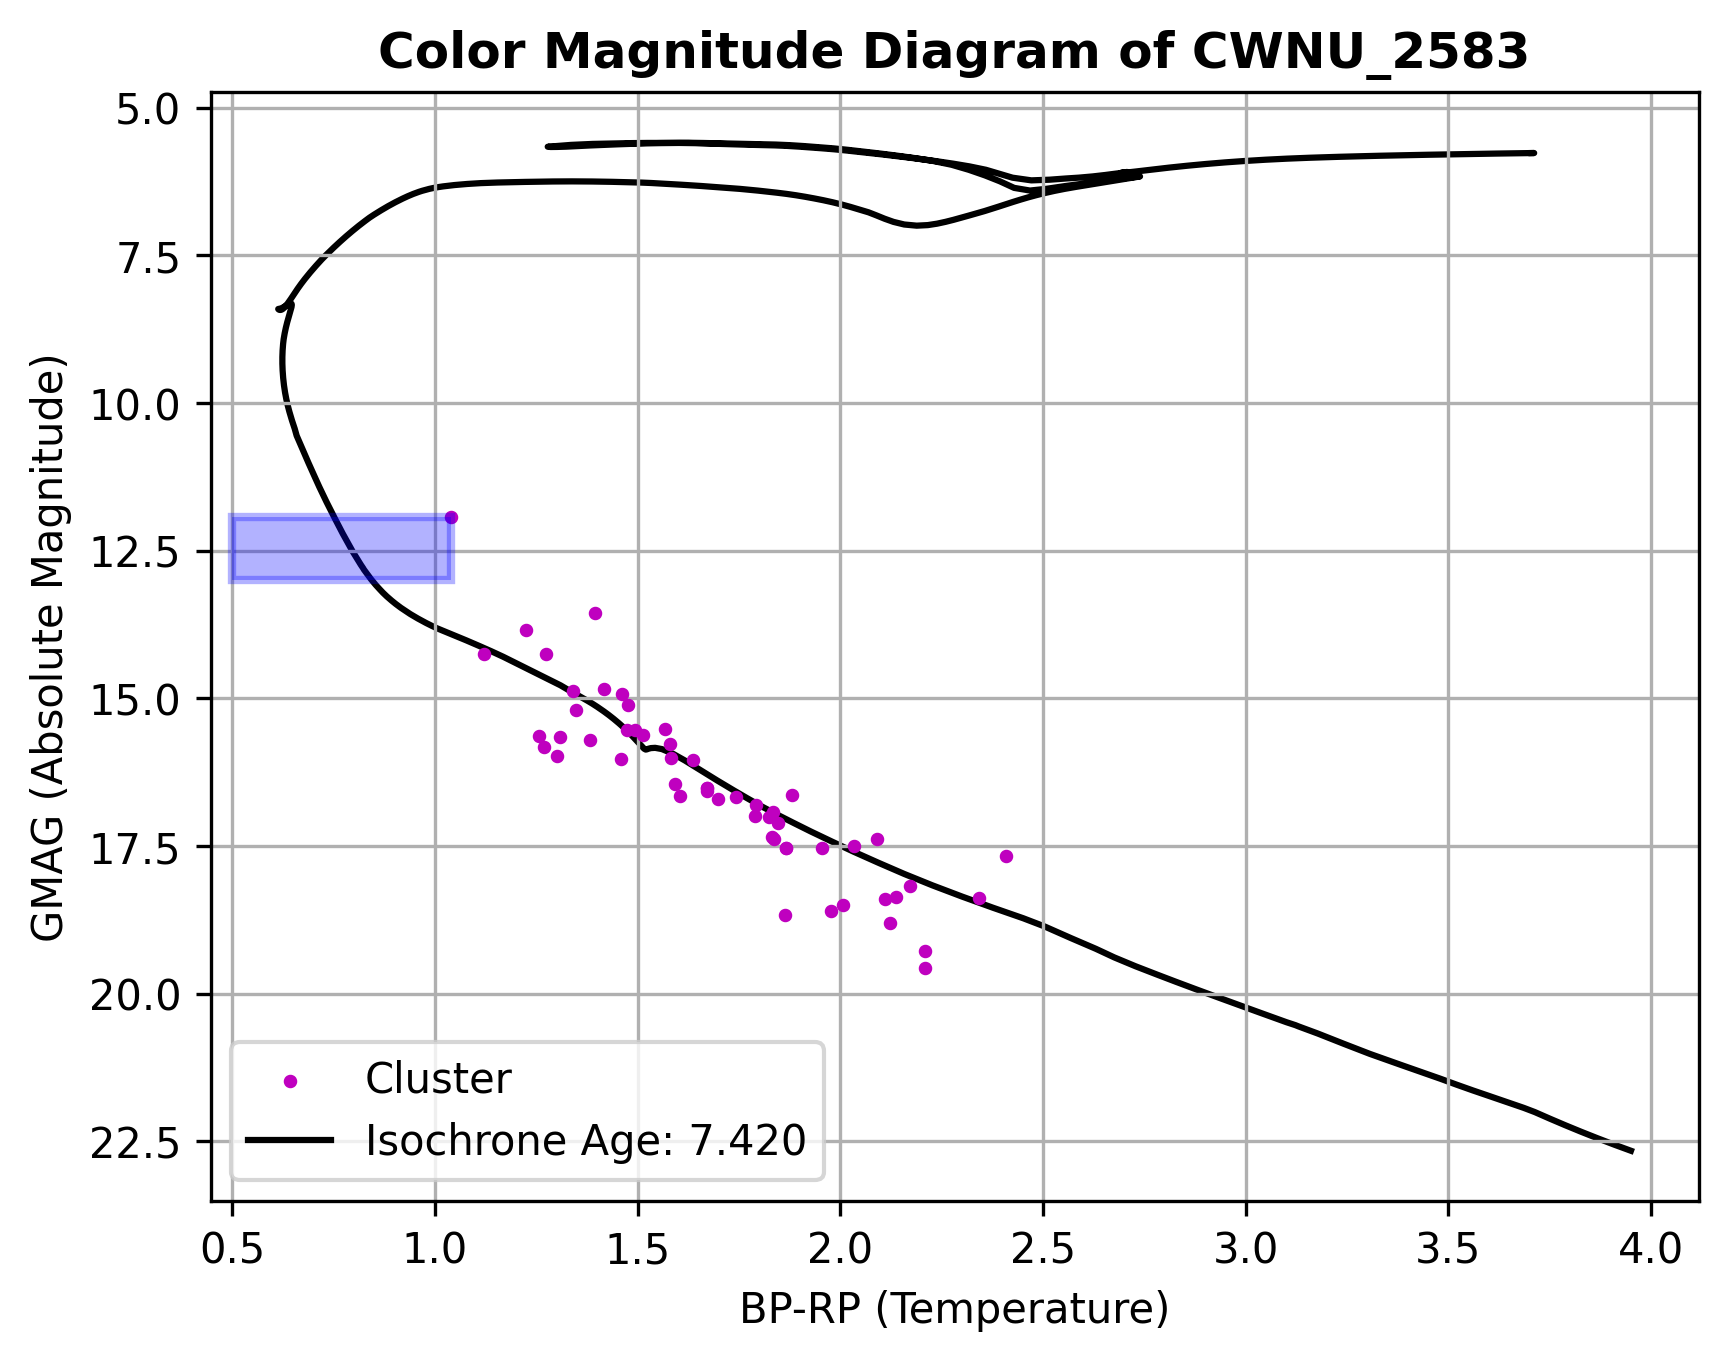 Color Magnitude Diagram of CWNU_2583
GMAG (Absolute Magnitude)
5.0
7.5
10.0
12.5
15.0
17.5
20.0
22.5
Cluster
Isochrone Age: 7.420
0.5 1.0 1.5 2.0 2.5 3.0 3.5 4.0
BP-RP (Temperature)